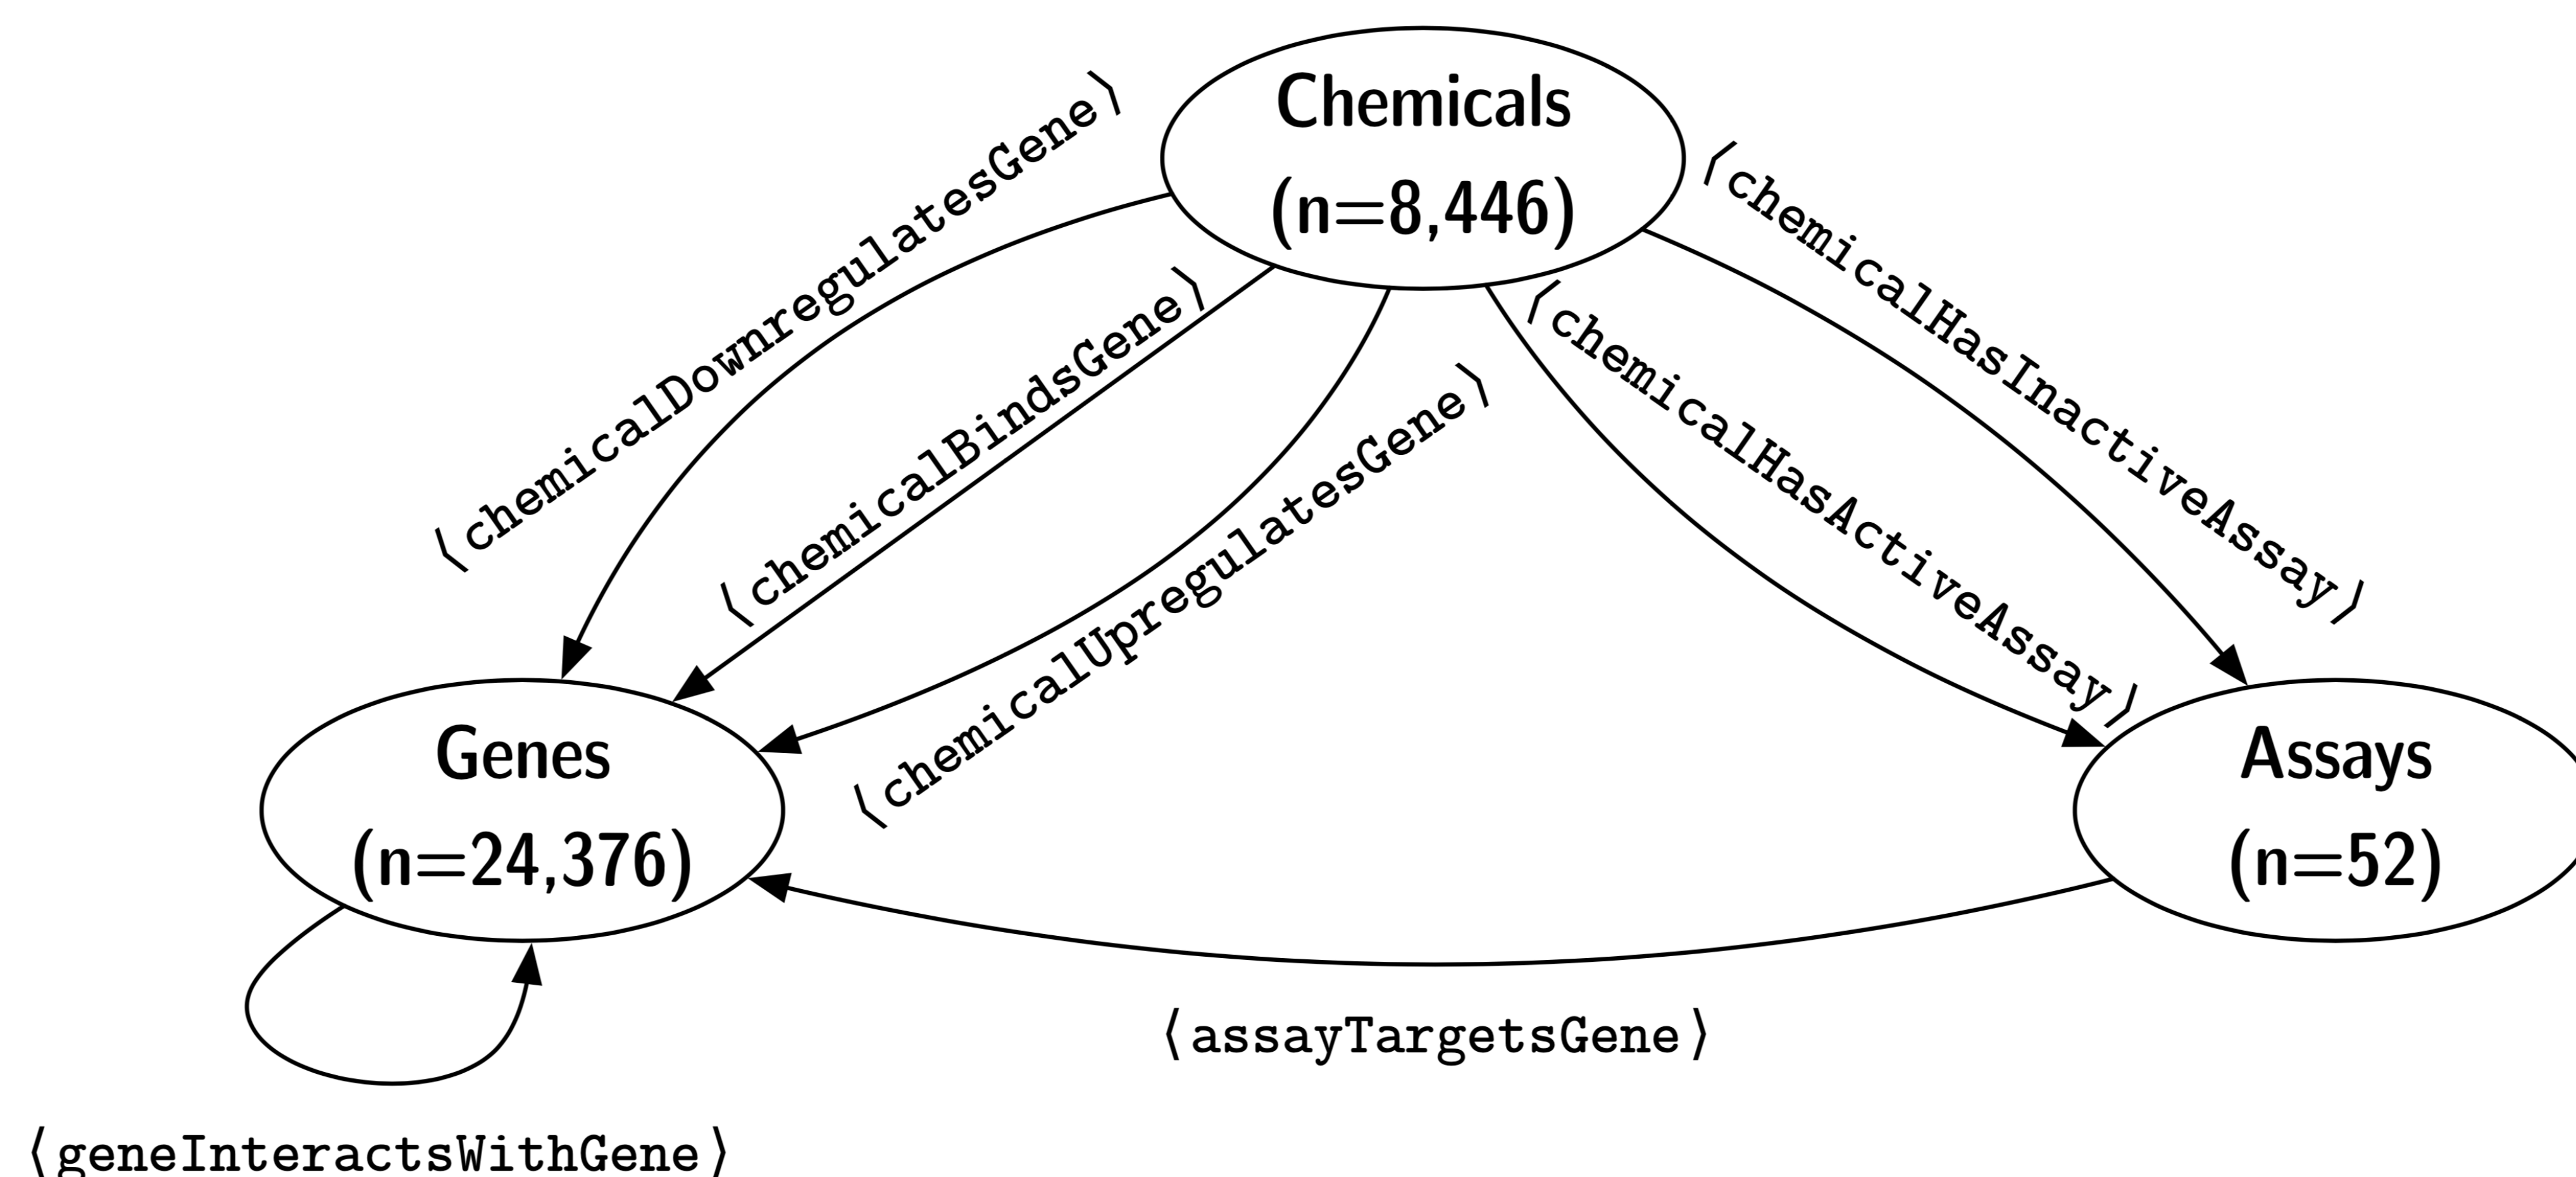 Chemicals
(n=8,446)
⟨chemicalDownregulatesGene⟩
⟨chemicalBindsGene⟩
⟨chemicalUpregulatesGene⟩
⟨chemicalHasActiveAssay⟩
⟨chemicalHasInactiveAssay⟩
Genes
(n=24,376)
Assays
(n=52)
⟨assayTargetsGene⟩
⟨geneInteractsWithGene⟩